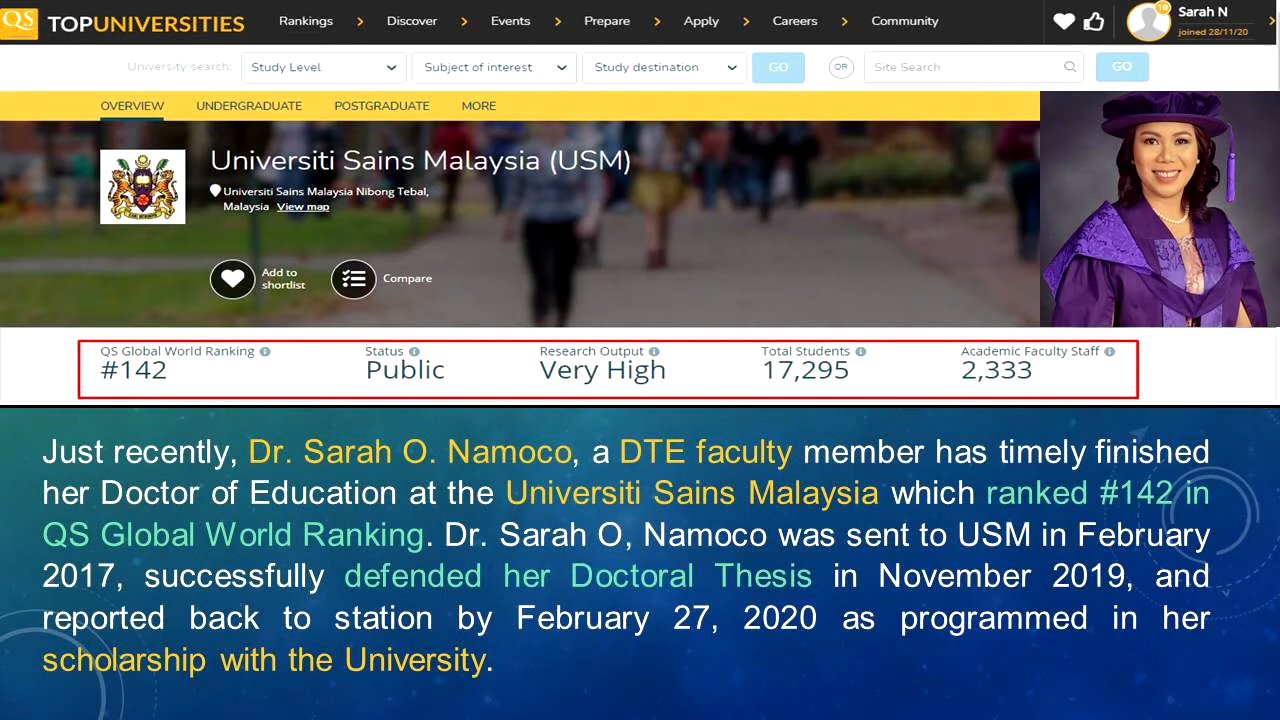 QS TOPUNIVERSITIES Rankings > Discover > Events > Prepare > Apply > Careers > Community
10
Sarah N
joined 28/11/20
University search: Study Level Subject of interest Study destination GO OR Site Search GO
OVERVIEW UNDERGRADUATE POSTGRADUATE MORE
Universiti Sains Malaysia (USM)
Universiti Sains Malaysia Nibong Tebal,
Malaysia View map
Add to
shortlist
Compare
QS Global World Ranking Status Research Output Total Students Academic Faculty Staff
#142 Public Very High 17,295 2,333
Just recently, Dr. Sarah O. Namoco, a DTE faculty member has timely finished
her Doctor of Education at the Universiti Sains Malaysia which ranked #142 in
QS Global World Ranking. Dr. Sarah O, Namoco was sent to USM in February
2017, successfully defended her Doctoral Thesis in November 2019, and
reported back to station by February 27, 2020 as programmed in her
scholarship with the University.